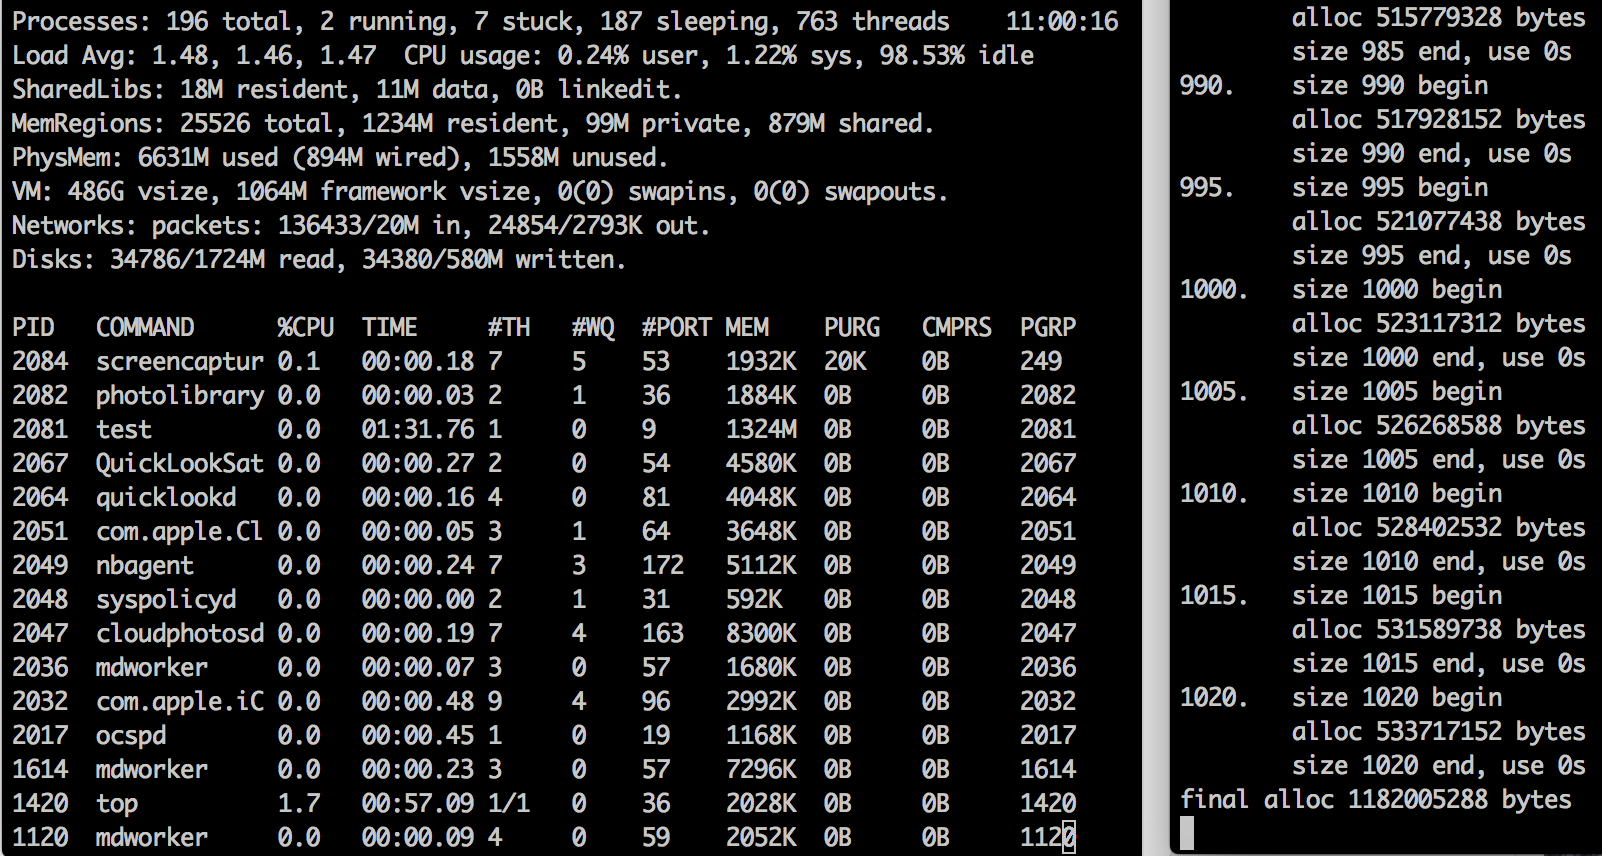 Processes: 196 total, 2 running, 7 stuck, 187 sleeping, 763 threads    11:00:16
Load Avg: 1.48, 1.46, 1.47  CPU usage: 0.24% user, 1.22% sys, 98.53% idle
SharedLibs: 18M resident, 11M data, 0B linkedit.
MemRegions: 25526 total, 1234M resident, 99M private, 879M shared.
PhysMem: 6631M used (894M wired), 1558M unused.
VM: 486G vsize, 1064M framework vsize, 0(0) swapins, 0(0) swapouts.
Networks: packets: 136433/20M in, 24854/2793K out.
Disks: 34786/1724M read, 34380/580M written.
PID   COMMAND      %CPU  TIME     #TH   #WQ  #PORT MEM    PURG   CMPRS  PGRP
2084  screencaptur 0.1   00:00.18 7     5    53    1932K  20K    0B     249
2082  photolibrary 0.0   00:00.03 2     1    36    1884K  0B     0B     2082
2081  test         0.0   01:31.76 1     0    9     1324M  0B     0B     2081
2067  QuickLookSat 0.0   00:00.27 2     0    54    4580K  0B     0B     2067
2064  quicklookd   0.0   00:00.16 4     0    81    4048K  0B     0B     2064
2051  com.apple.Cl 0.0   00:00.05 3     1    64    3648K  0B     0B     2051
2049  nbagent      0.0   00:00.24 7     3    172   5112K  0B     0B     2049
2048  syspolicyd   0.0   00:00.00 2     1    31    592K   0B     0B     2048
2047  cloudphotosd 0.0   00:00.19 7     4    163   8300K  0B     0B     2047
2036  mdworker     0.0   00:00.07 3     0    57    1680K  0B     0B     2036
2032  com.apple.iC 0.0   00:00.48 9     4    96    2992K  0B     0B     2032
2017  ocspd        0.0   00:00.45 1     0    19    1168K  0B     0B     2017
1614  mdworker     0.0   00:00.23 3     0    57    7296K  0B     0B     1614
1420  top          1.7   00:57.09 1/1   0    36    2028K  0B     0B     1420
1120  mdworker     0.0   00:00.09 4     0    59    2052K  0B     0B     1120
alloc 515779328 bytes
size 985 end, use 0s
990.    size 990 begin
alloc 517928152 bytes
size 990 end, use 0s
995.    size 995 begin
alloc 521077438 bytes
size 995 end, use 0s
1000.   size 1000 begin
alloc 523117312 bytes
size 1000 end, use 0s
1005.   size 1005 begin
alloc 526268588 bytes
size 1005 end, use 0s
1010.   size 1010 begin
alloc 528402532 bytes
size 1010 end, use 0s
1015.   size 1015 begin
alloc 531589738 bytes
size 1015 end, use 0s
1020.   size 1020 begin
alloc 533717152 bytes
size 1020 end, use 0s
final alloc 1182005288 bytes